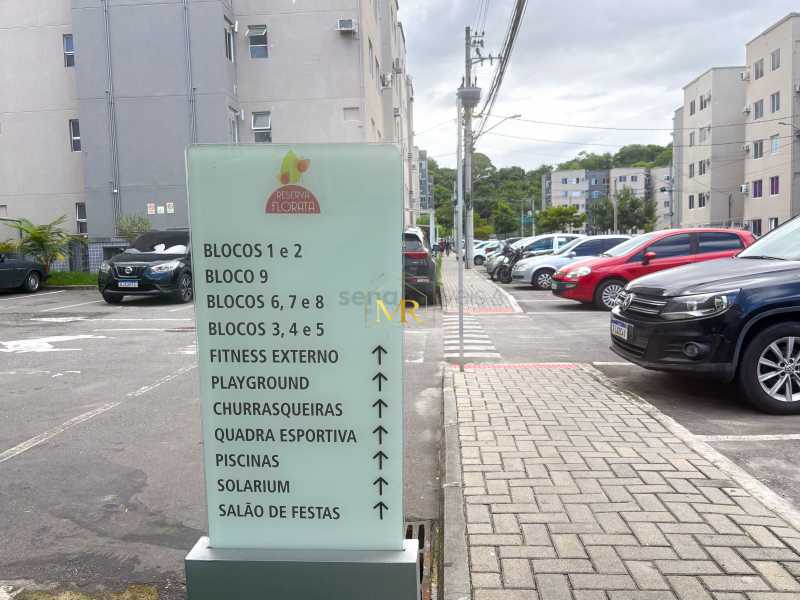 RESERVA
FLORATA
BLOCOS 1 e 2
BLOCO 9
BLOCOS 6, 7 e 8
BLOCOS 3, 4 e 5
FITNESS EXTERNO ↑
PLAYGROUND ↑
CHURRASQUEIRAS ↑
QUADRA ESPORTIVA ↑
PISCINAS ↑
SOLARIUM ↑
SALÃO DE FESTAS ↑
MR